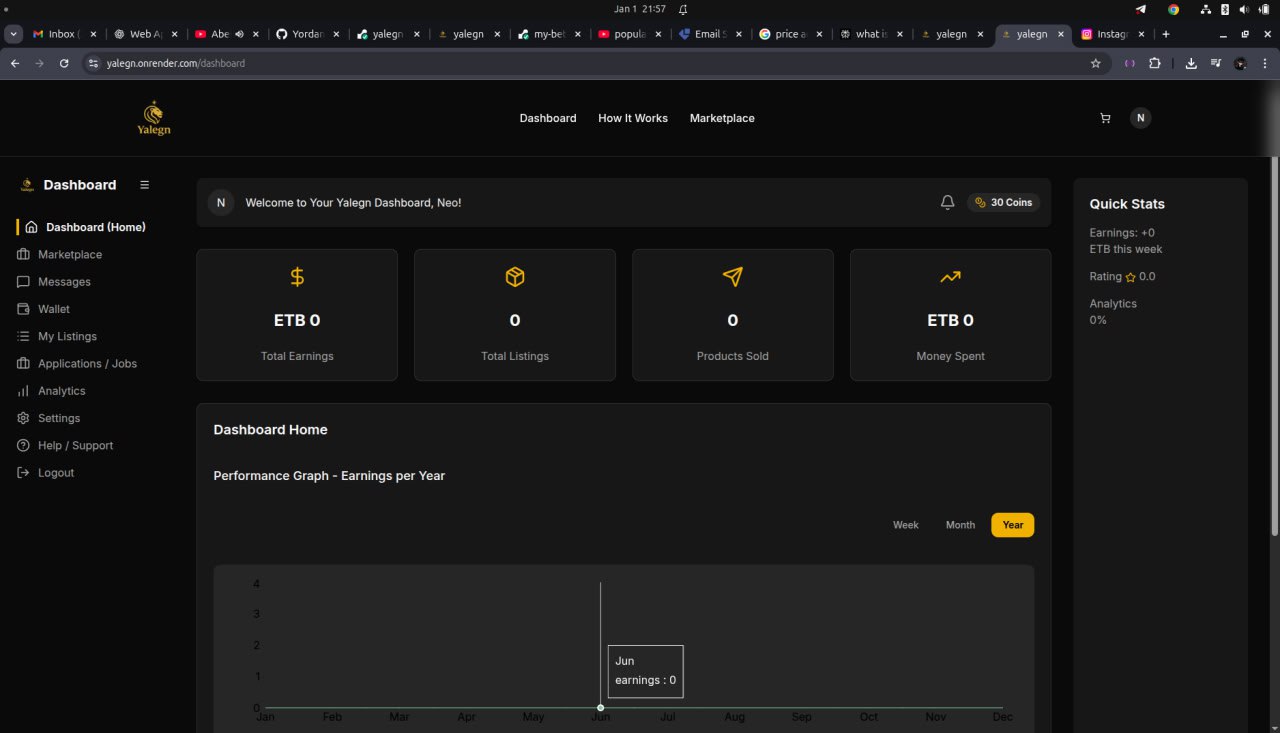 Jan 1 21:57
Inbox (
Web Ap
Abe
Yordan
yalegn
yalegn
my-bet
popula
Email S
price a
what is
yalegn
yalegn
Instagr
yalegn.onrender.com/dashboard
Yalegn
Dashboard
How It Works
Marketplace
N
Yalegn
Dashboard
Dashboard (Home)
Marketplace
Messages
Wallet
My Listings
Applications / Jobs
Analytics
Settings
Help / Support
Logout
N
Welcome to Your Yalegn Dashboard, Neo!
30 Coins
ETB 0
Total Earnings
0
Total Listings
0
Products Sold
ETB 0
Money Spent
Dashboard Home
Performance Graph - Earnings per Year
Week
Month
Year
4
3
2
1
0
Jun
earnings : 0
Jan
Feb
Mar
Apr
May
Jun
Jul
Aug
Sep
Oct
Nov
Dec
Quick Stats
Earnings: +0
ETB this week
Rating 0.0
Analytics
0%